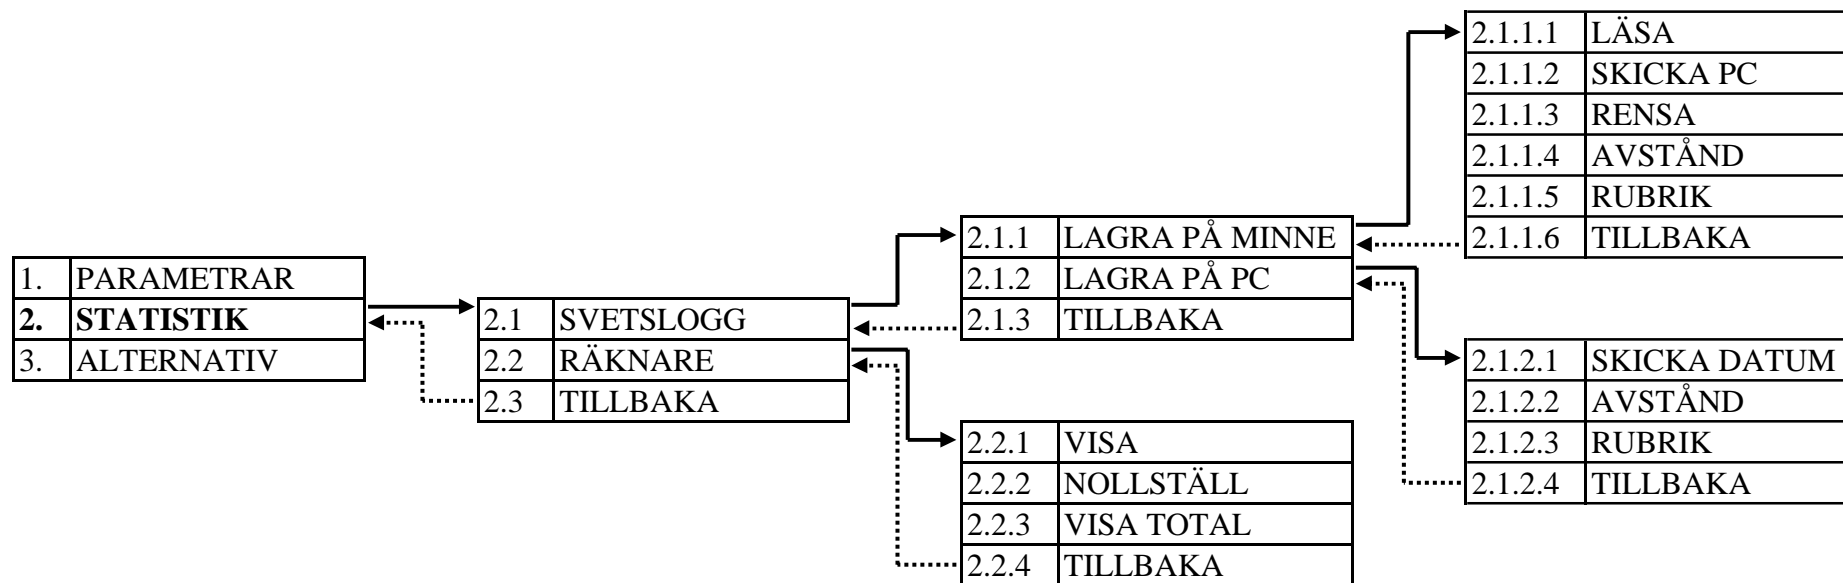 1. PARAMETRAR
2. STATISTIK
3. ALTERNATIV
2.1 SVETSLOGG
2.2 RÄKNARE
2.3 TILLBAKA
2.1.1 LAGRA PÅ MINNE
2.1.2 LAGRA PÅ PC
2.1.3 TILLBAKA
2.2.1 VISA
2.2.2 NOLLSTÄLL
2.2.3 VISA TOTAL
2.2.4 TILLBAKA
2.1.1.1 LÄSA
2.1.1.2 SKICKA PC
2.1.1.3 RENSA
2.1.1.4 AVSTÅND
2.1.1.5 RUBRIK
2.1.1.6 TILLBAKA
2.1.2.1 SKICKA DATUM
2.1.2.2 AVSTÅND
2.1.2.3 RUBRIK
2.1.2.4 TILLBAKA